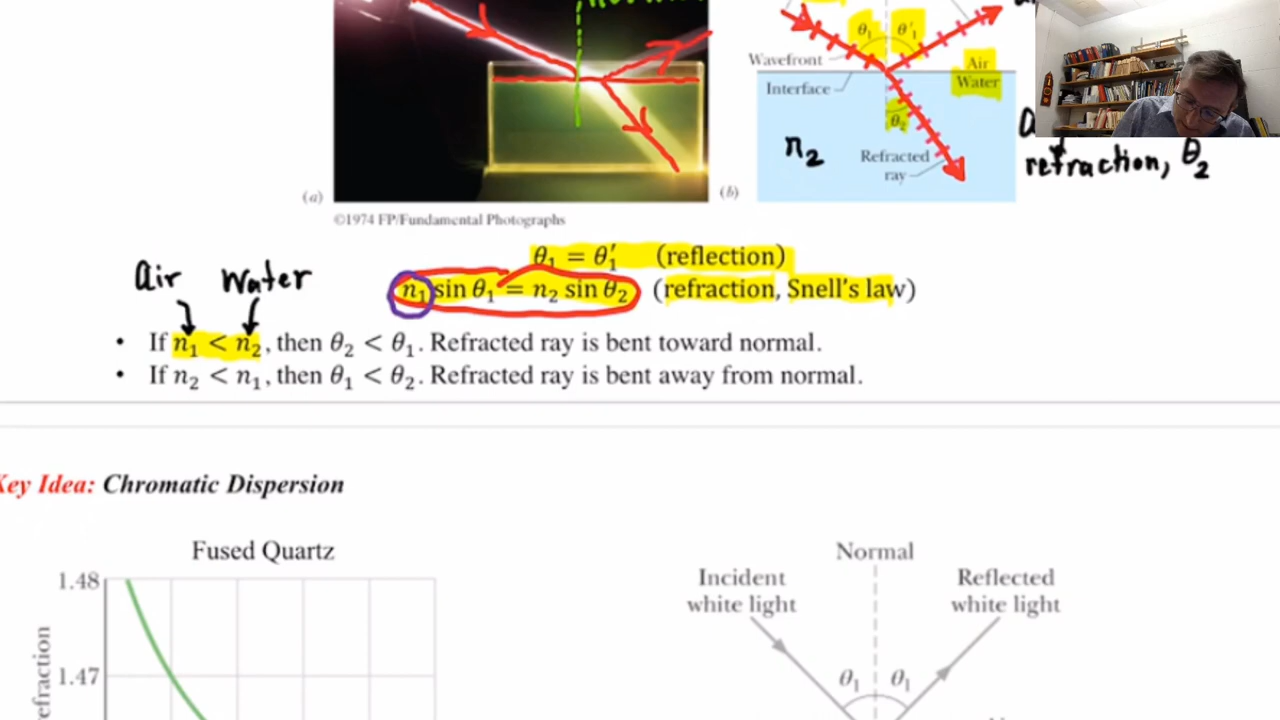 θ₁ θ′₁
Wavefront
Air
Interface
Water
θ₂
n₂
Refracted
ray
refraction, θ₂
(a)
(b)
©1974 FP/Fundamental Photographs
θ₁ = θ′₁ (reflection)
Air Water
n₁ sin θ₁ = n₂ sin θ₂ (refraction, Snell's law)
• If n₁ < n₂, then θ₂ < θ₁. Refracted ray is bent toward normal.
• If n₂ < n₁, then θ₁ < θ₂. Refracted ray is bent away from normal.
Key Idea: Chromatic Dispersion
Fused Quartz
1.48
1.47
refraction
Normal
Incident
white light
Reflected
white light
θ₁ θ₁